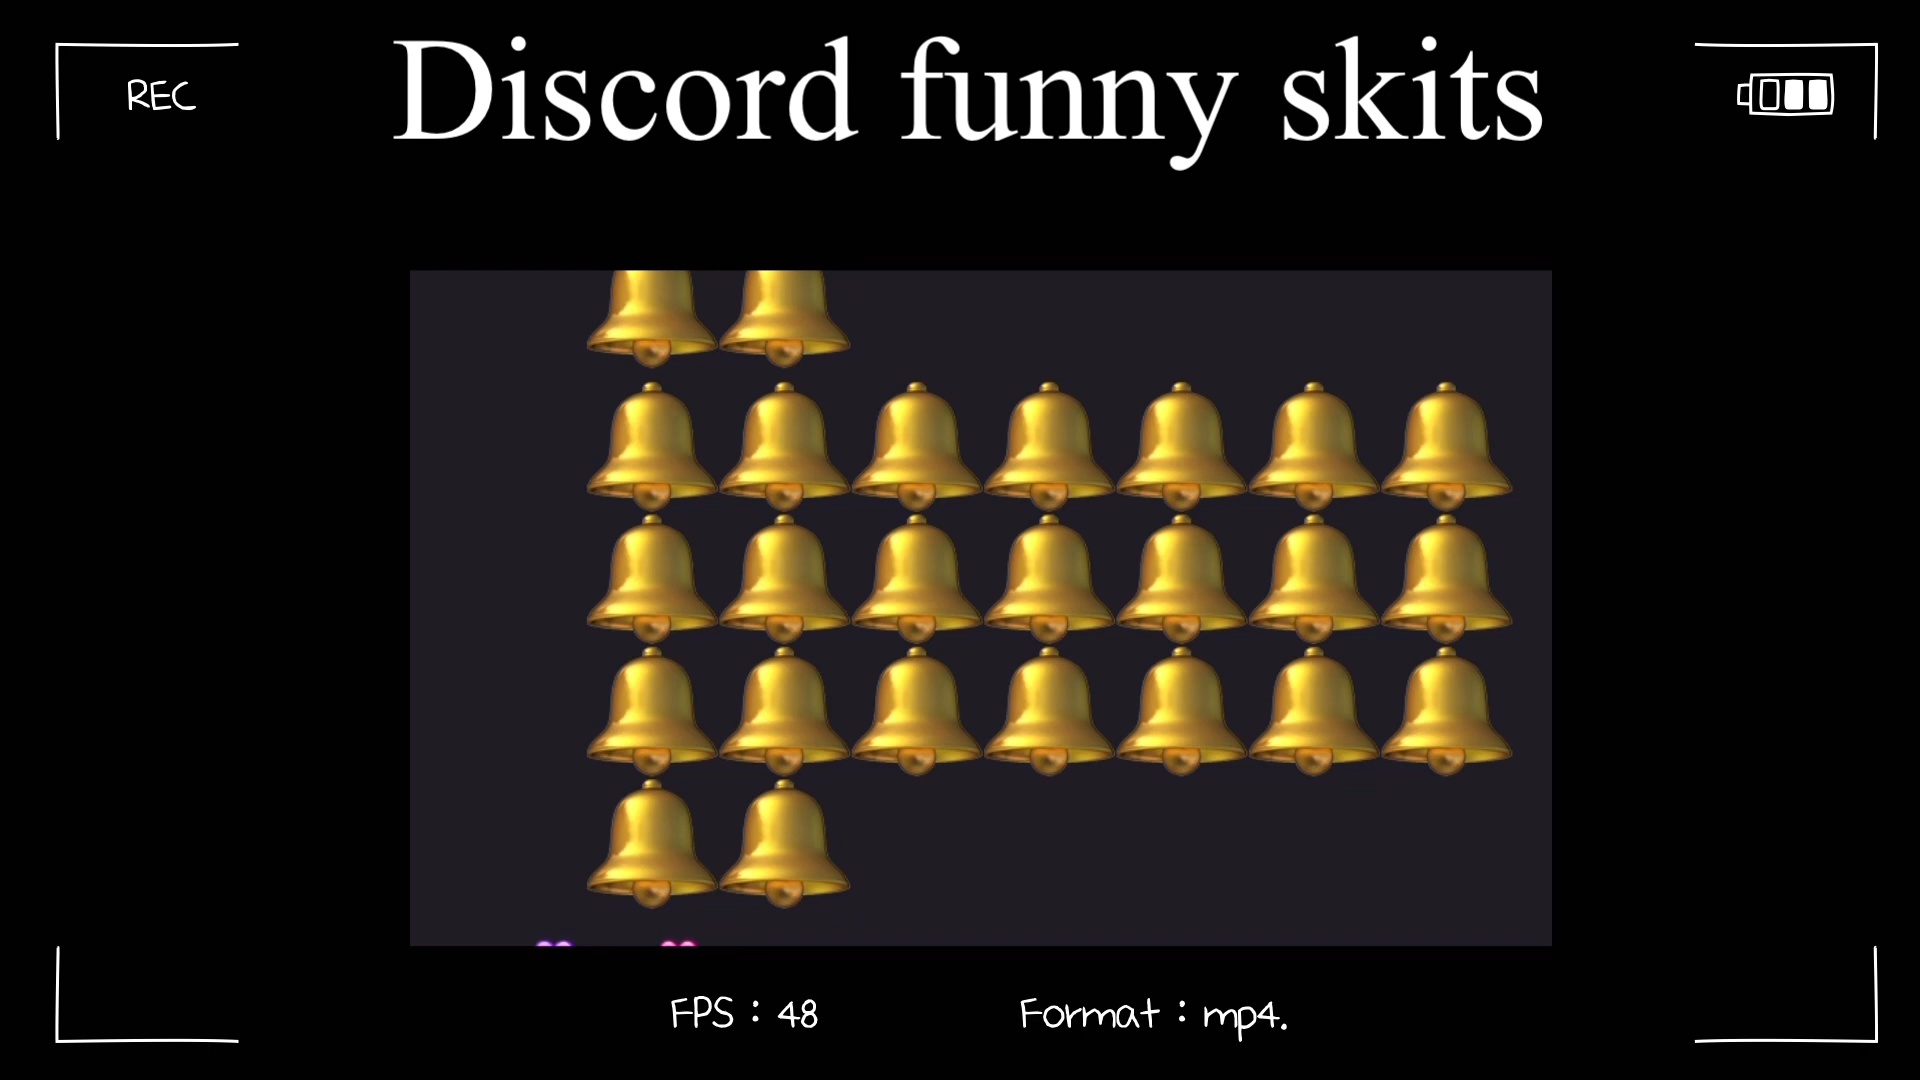 Discord funny skits
REC
FPS : 48
Format : mp4.